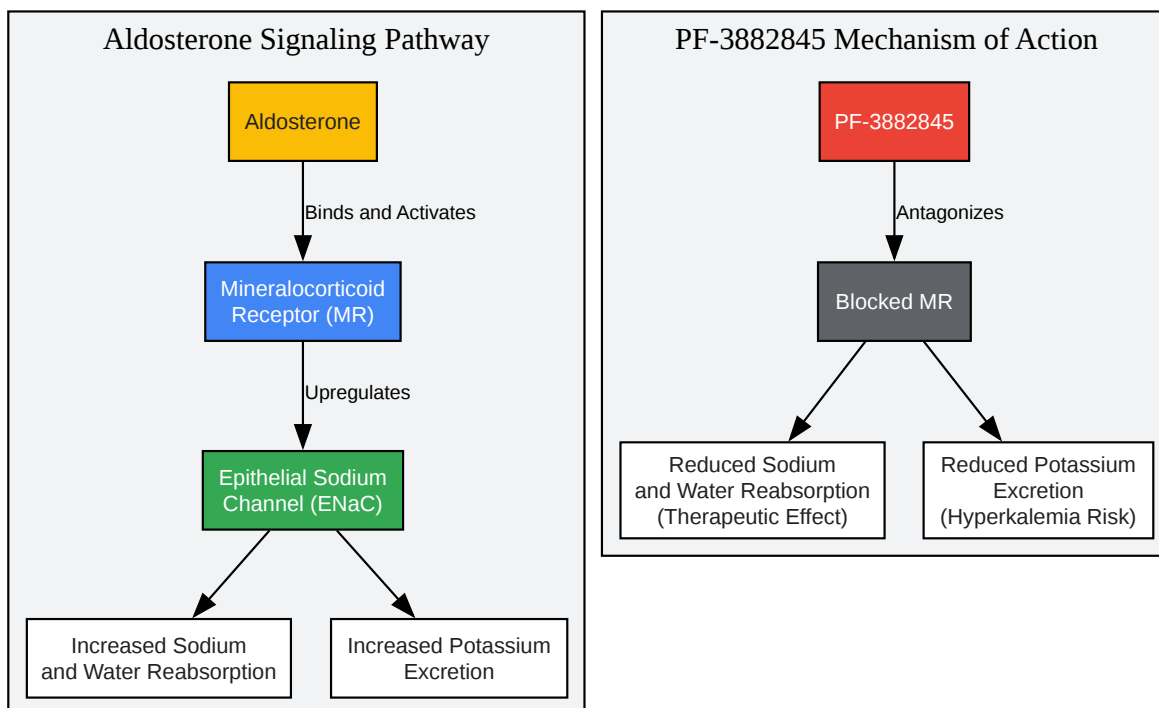 Aldosterone Signaling Pathway
Aldosterone
Binds and Activates
Mineralocorticoid
Receptor (MR)
Upregulates
Epithelial Sodium
Channel (ENaC)
Increased Sodium
and Water Reabsorption
Increased Potassium
Excretion
PF-3882845 Mechanism of Action
PF-3882845
Antagonizes
Blocked MR
Reduced Sodium
and Water Reabsorption
(Therapeutic Effect)
Reduced Potassium
Excretion
(Hyperkalemia Risk)